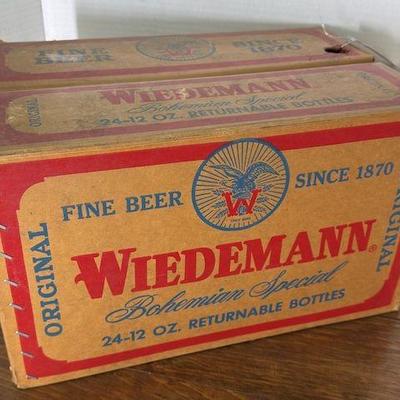 FINE BEER
SINCE 1870
ORIGINAL
WIEDEMANN
Bohemian Special
24-12 OZ. RETURNABLE BOTTLES
FINE BEER
W
SINCE 1870
ORIGINAL
WIEDEMANN®
ORIGINAL
Bohemian Special
24-12 OZ. RETURNABLE BOTTLES